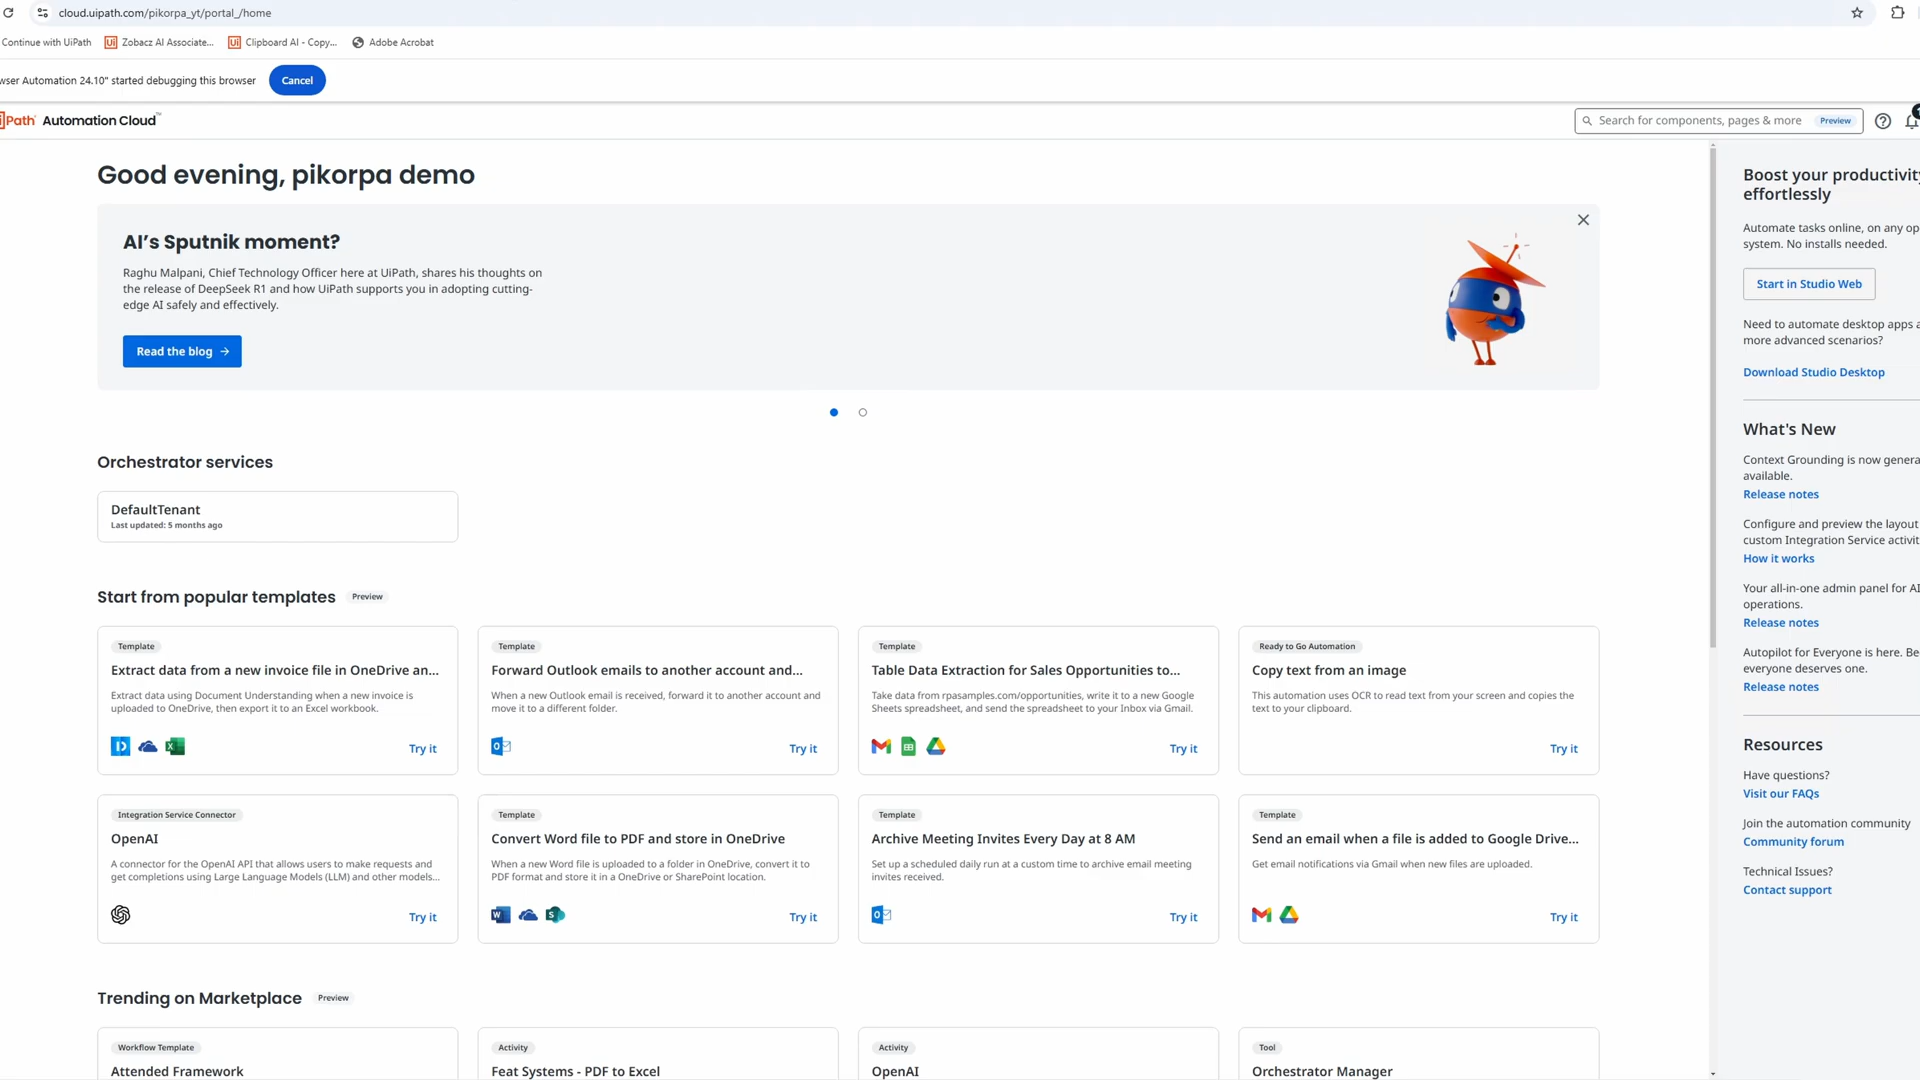 cloud.uipath.com/pikorpa_yt/portal_/home
Continue with UiPath
Zobacz AI Associate...
Clipboard AI - Copy...
Adobe Acrobat
wser Automation 24.10" started debugging this browser
Cancel
UiPath Automation Cloud™
Search for components, pages & more
Preview
Good evening, pikorpa demo
AI's Sputnik moment?
Raghu Malpani, Chief Technology Officer here at UiPath, shares his thoughts on
the release of DeepSeek R1 and how UiPath supports you in adopting cutting-
edge AI safely and effectively.
Read the blog →
Orchestrator services
DefaultTenant
Last updated: 5 months ago
Start from popular templates
Preview
Template
Extract data from a new invoice file in OneDrive an...
Extract data using Document Understanding when a new invoice is
uploaded to OneDrive, then export it to an Excel workbook.
Try it
Template
Forward Outlook emails to another account and...
When a new Outlook email is received, forward it to another account and
move it to a different folder.
Try it
Template
Table Data Extraction for Sales Opportunities to...
Take data from rpasamples.com/opportunities, write it to a new Google
Sheets spreadsheet, and send the spreadsheet to your Inbox via Gmail.
Try it
Ready to Go Automation
Copy text from an image
This automation uses OCR to read text from your screen and copies the
text to your clipboard.
Try it
Integration Service Connector
OpenAI
A connector for the OpenAI API that allows users to make requests and
get completions using Large Language Models (LLM) and other models...
Try it
Template
Convert Word file to PDF and store in OneDrive
When a new Word file is uploaded to a folder in OneDrive, convert it to
PDF format and store it in a OneDrive or SharePoint location.
Try it
Template
Archive Meeting Invites Every Day at 8 AM
Set up a scheduled daily run at a custom time to archive email meeting
invites received.
Try it
Template
Send an email when a file is added to Google Drive...
Get email notifications via Gmail when new files are uploaded.
Try it
Trending on Marketplace
Preview
Workflow Template
Attended Framework
Activity
Feat Systems - PDF to Excel
Activity
OpenAI
Tool
Orchestrator Manager
Boost your productivity
effortlessly
Automate tasks online, on any op
system. No installs needed.
Start in Studio Web
Need to automate desktop apps a
more advanced scenarios?
Download Studio Desktop
What's New
Context Grounding is now genera
available.
Release notes
Configure and preview the layout
custom Integration Service activit
How it works
Your all-in-one admin panel for AI
operations.
Release notes
Autopilot for Everyone is here. Be
everyone deserves one.
Release notes
Resources
Have questions?
Visit our FAQs
Join the automation community
Community forum
Technical Issues?
Contact support